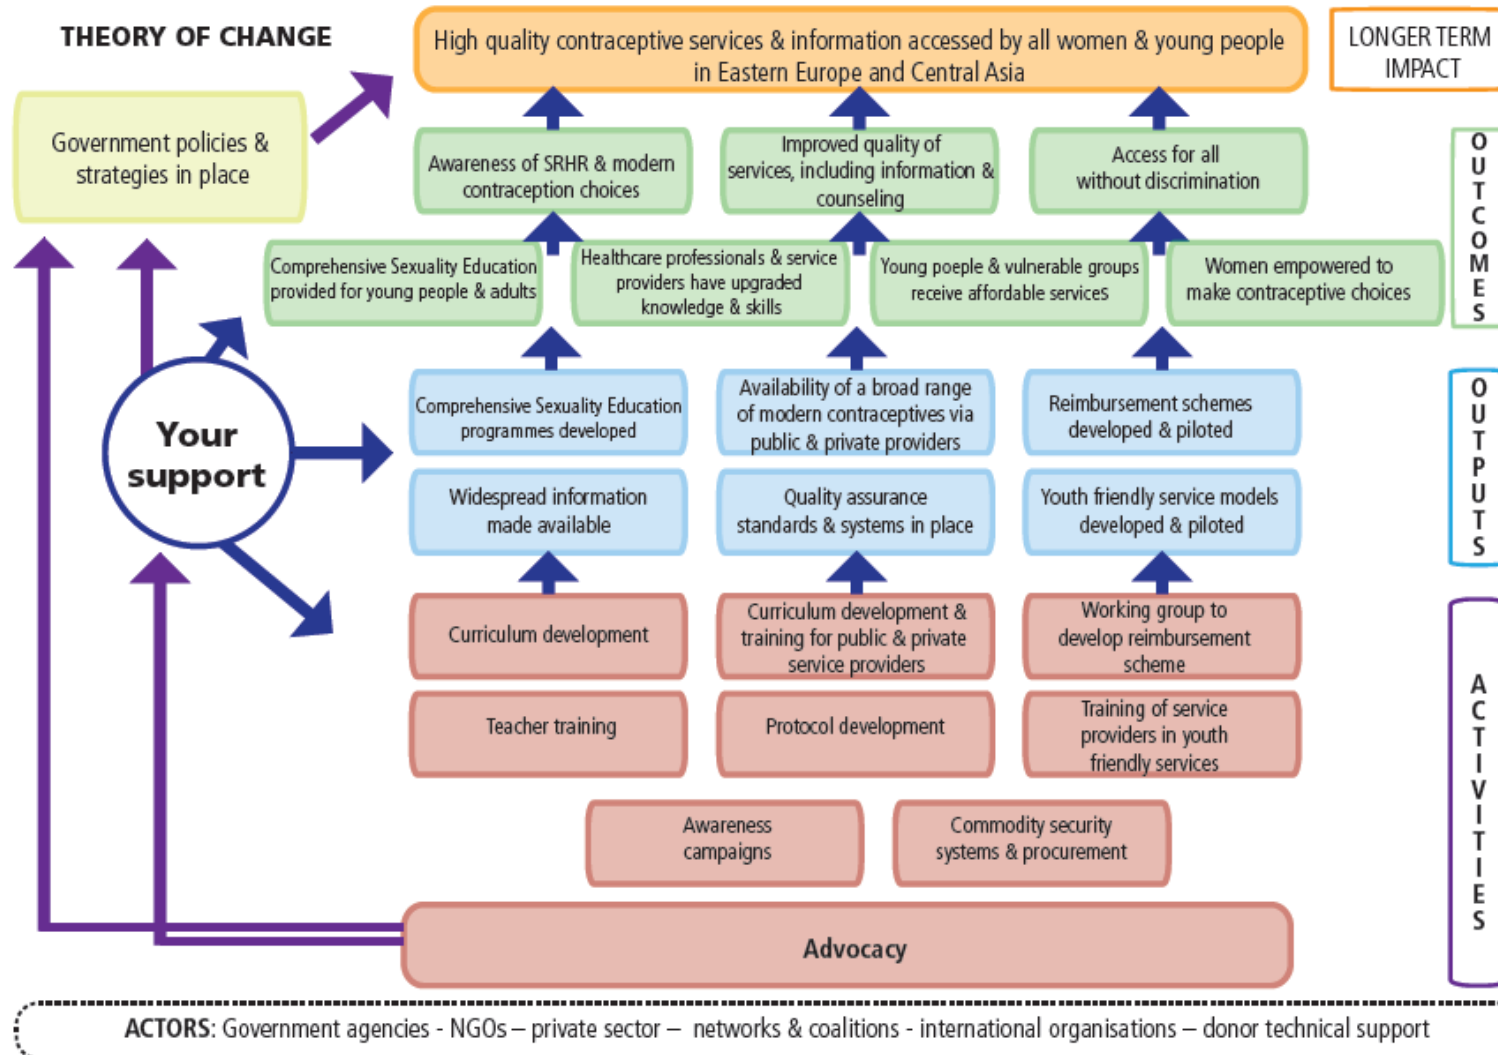 THEORY OF CHANGE
High quality contraceptive services & information accessed by all women & young people
in Eastern Europe and Central Asia
LONGER TERM
IMPACT
Government policies &
strategies in place
Awareness of SRHR & modern
contraception choices
Improved quality of
services, including information &
counseling
Access for all
without discrimination
Comprehensive Sexuality Education
provided for young people & adults
Healthcare professionals & service
providers have upgraded
knowledge & skills
Young poeple & vulnerable groups
receive affordable services
Women empowered to
make contraceptive choices
OUTCOMES
Your
support
Comprehensive Sexuality Education
programmes developed
Availability of a broad range
of modern contraceptives via
public & private providers
Reimbursement schemes
developed & piloted
Widespread information
made available
Quality assurance
standards & systems in place
Youth friendly service models
developed & piloted
OUTPUTS
Curriculum development
Curriculum development &
training for public & private
service providers
Working group to
develop reimbursement
scheme
Teacher training
Protocol development
Training of service
providers in youth
friendly services
Awareness
campaigns
Commodity security
systems & procurement
Advocacy
ACTIVITIES
ACTORS: Government agencies - NGOs – private sector – networks & coalitions - international organisations – donor technical support